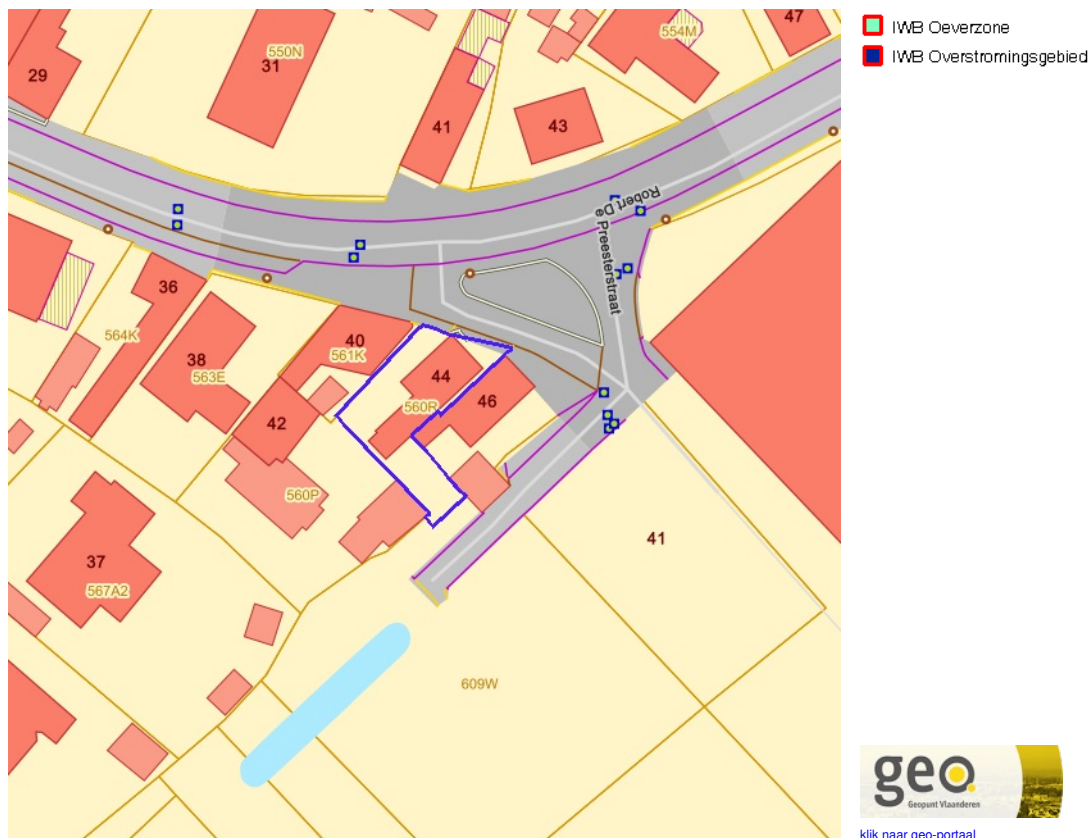 47
554M
550N
31
29
41
43
Robert De
Preesterstraat
36
564K
40
561K
38
563E
44
560R
46
42
560P
41
37
567A2
609W
IWB Oeverzone
IWB Overstromingsgebied
geo
Geopunt Vlaanderen
klik naar geo-portaal